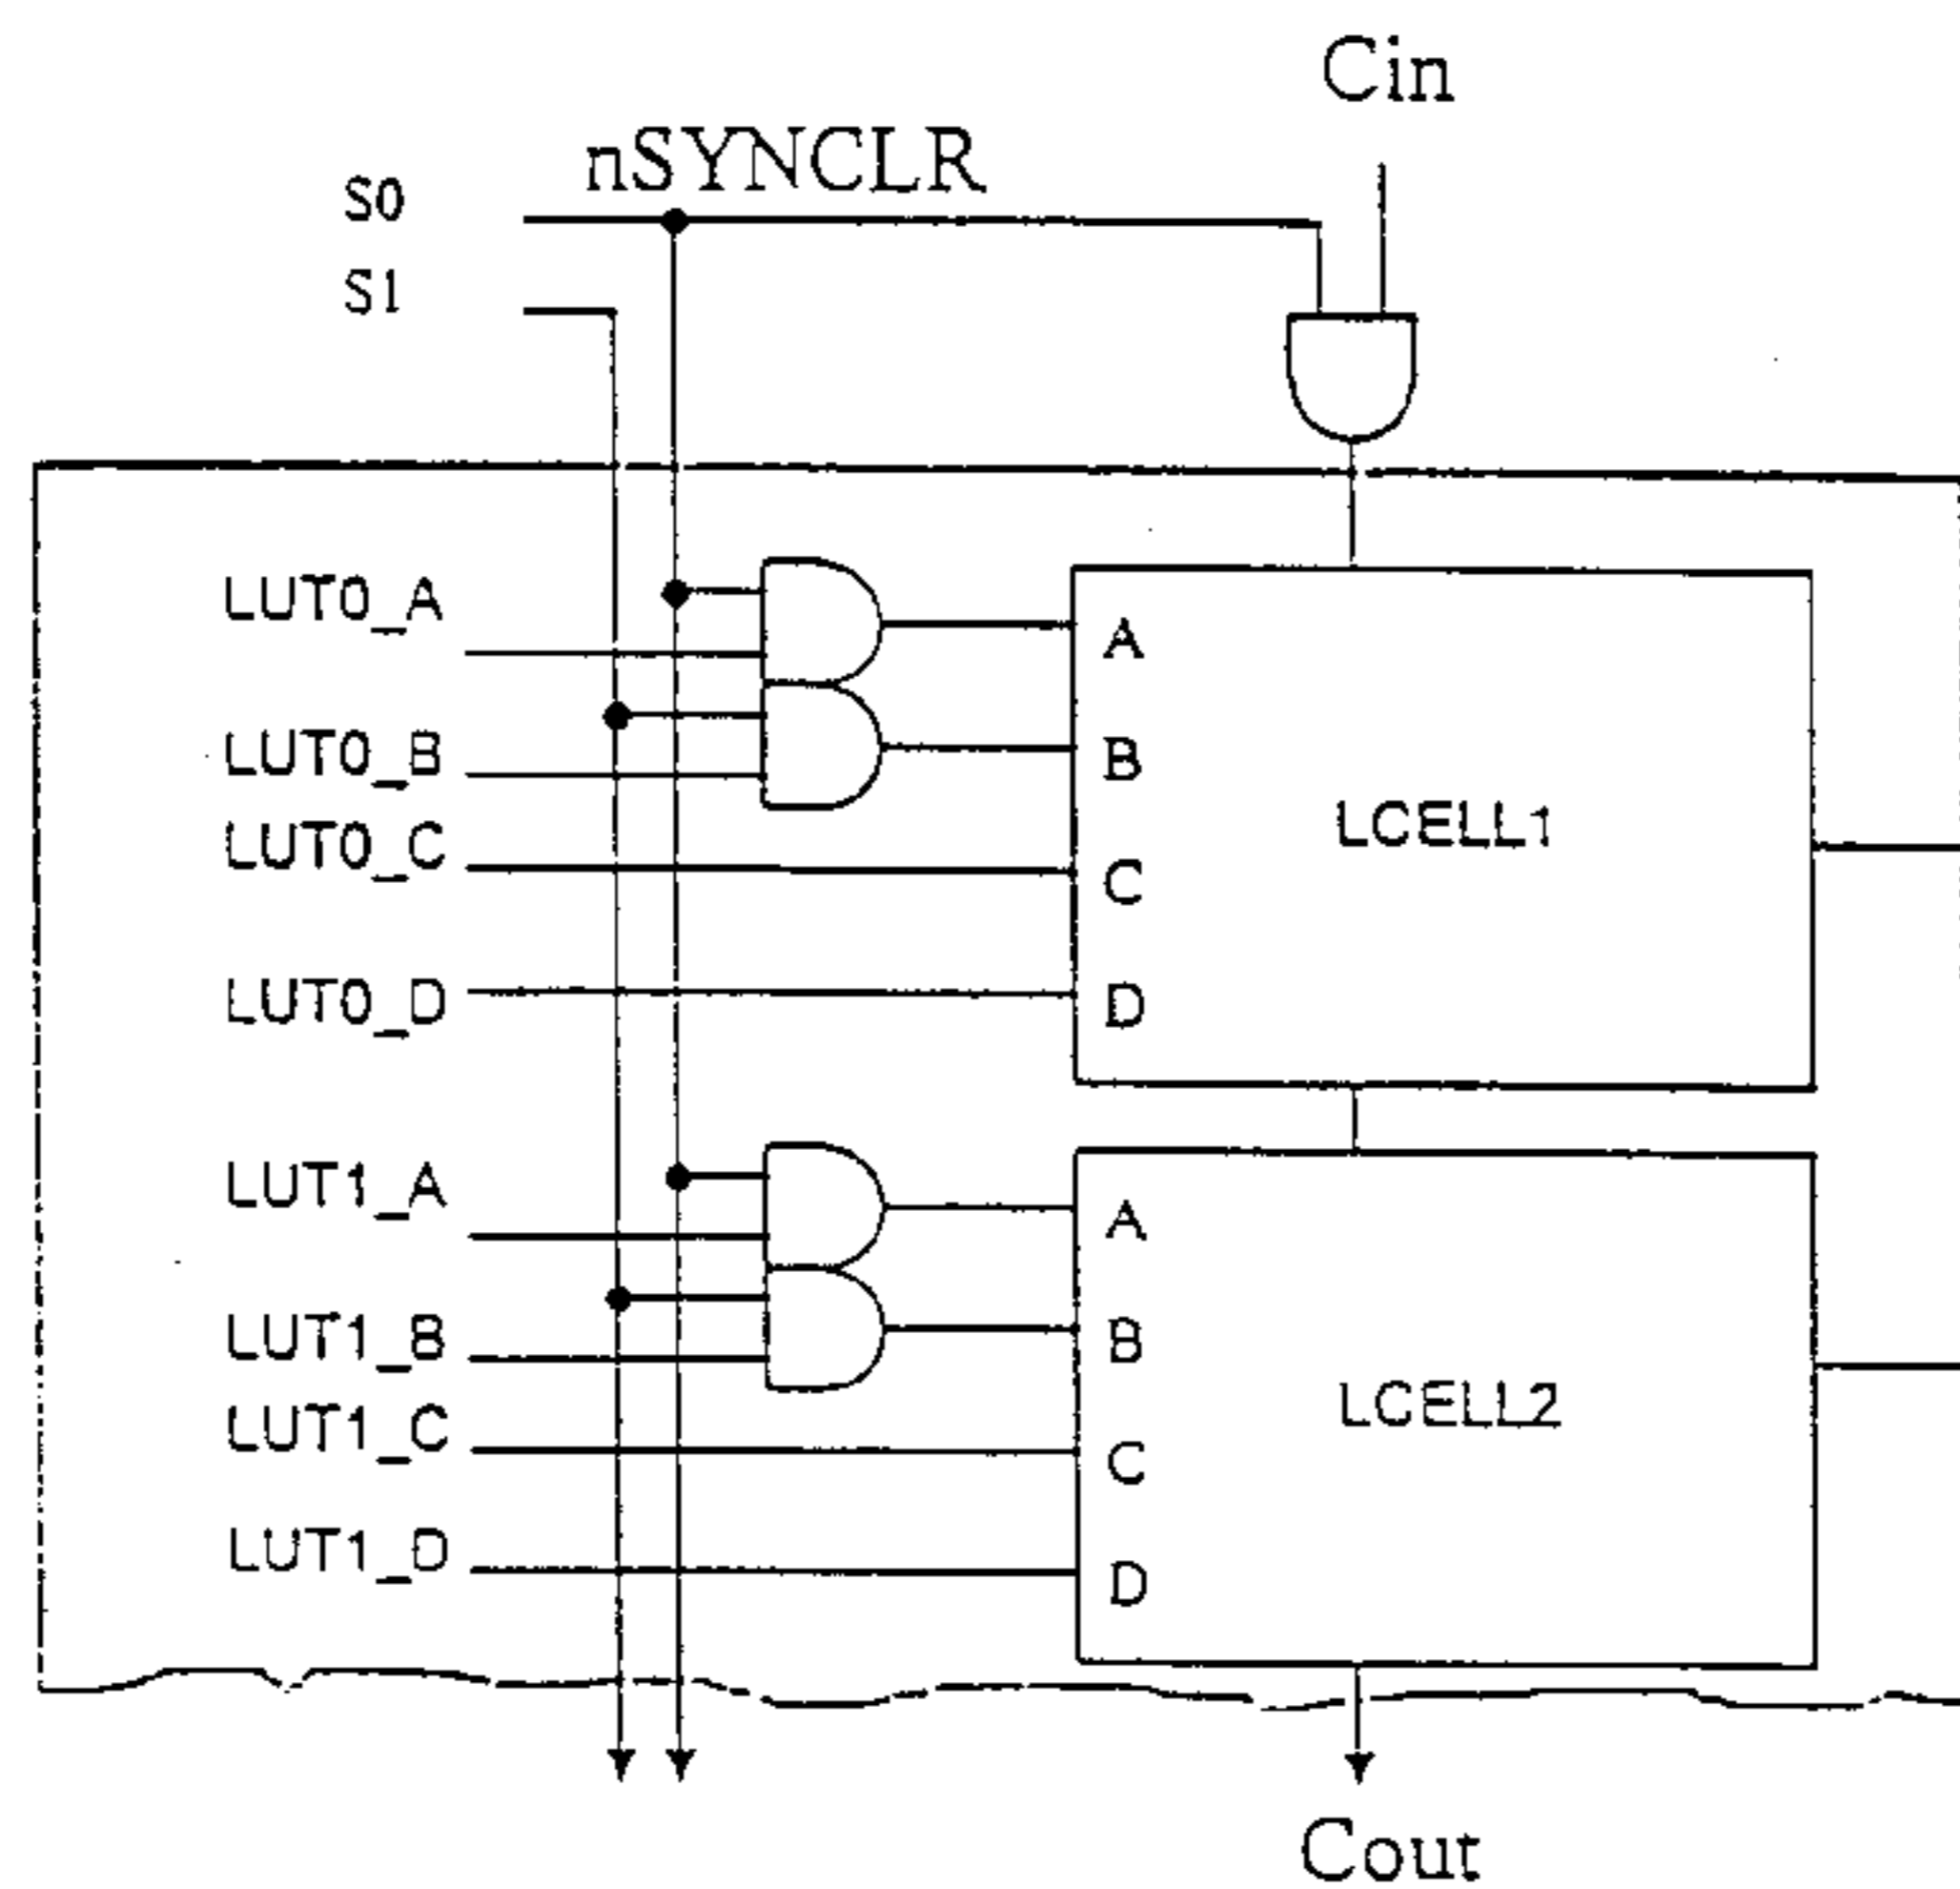 Cin
nSYNCLR
S0
S1
LUT0_A
A
LUT0_B
B
LCELL1
LUT0_C
C
LUT0_D
D
LUT1_A
A
LUT1_B
B
LCELL2
LUT1_C
C
LUT1_D
D
Cout